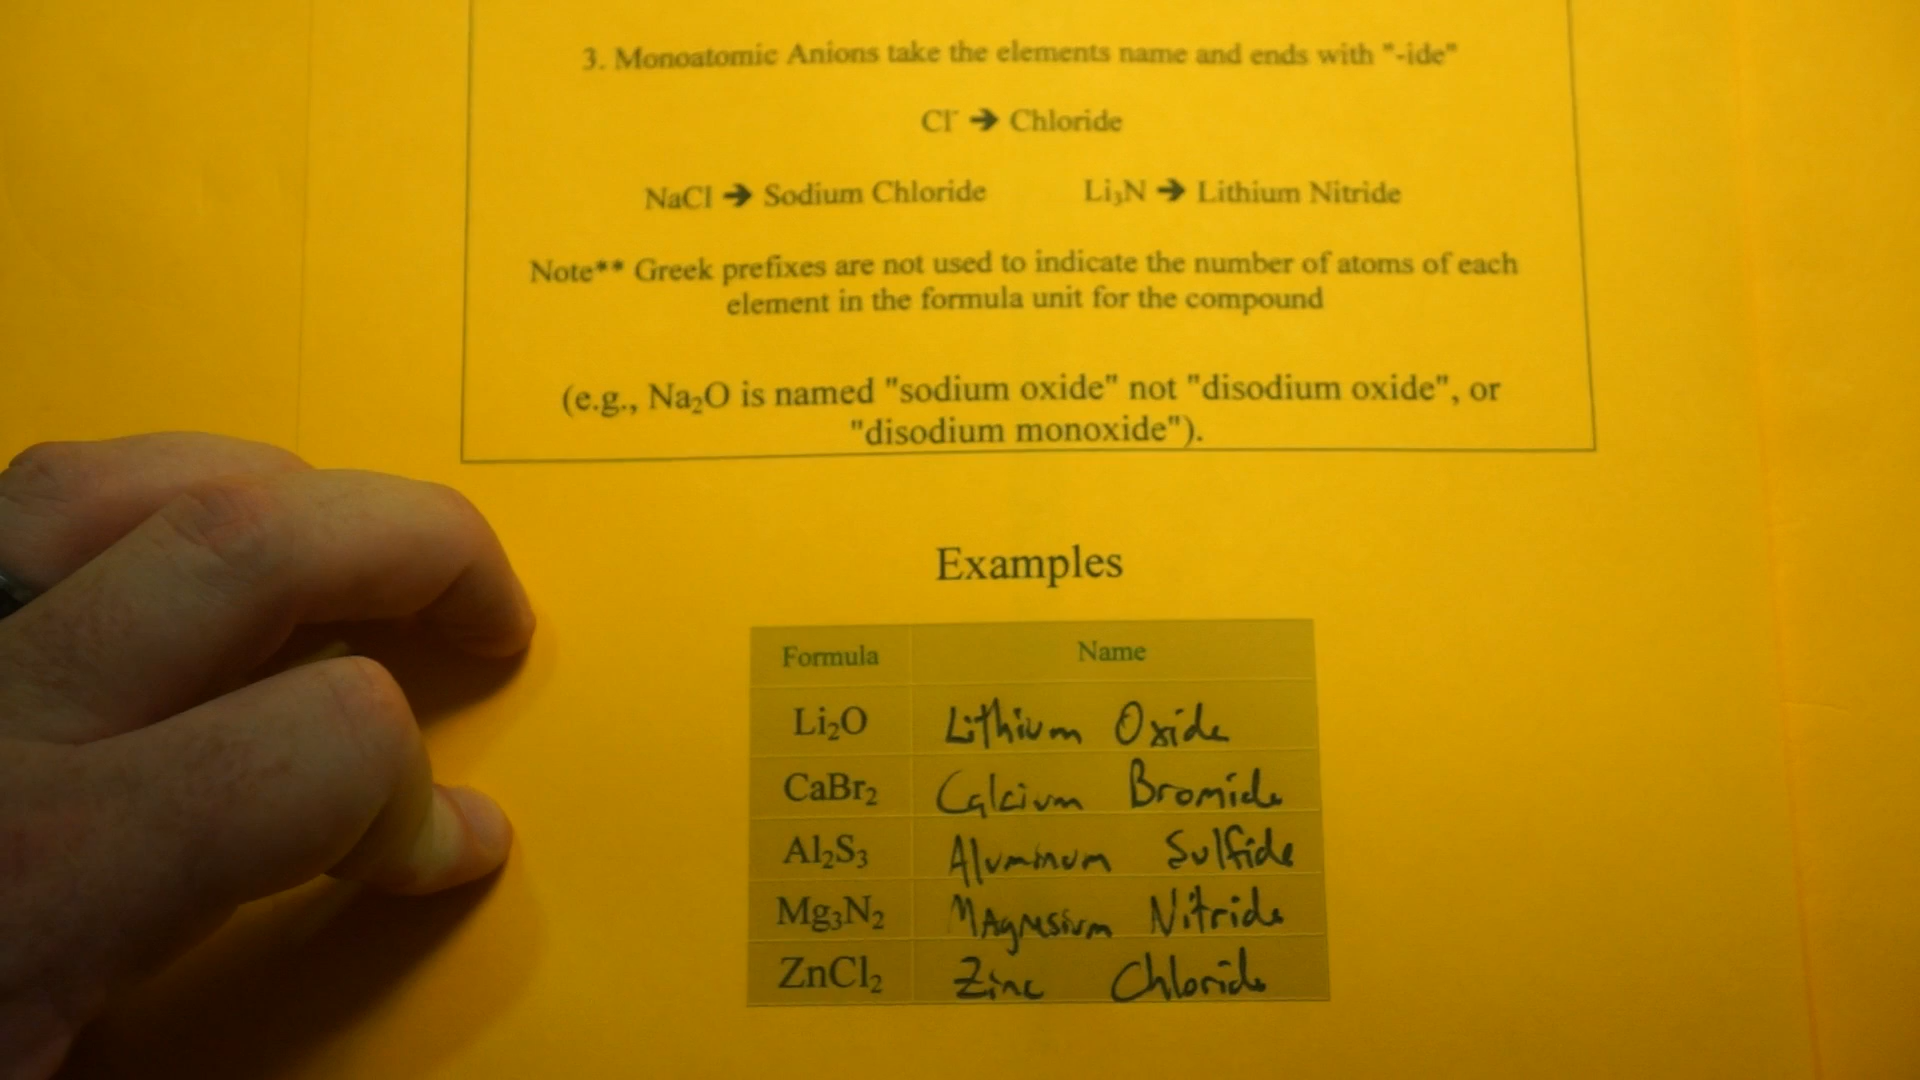 3. Monoatomic Anions take the elements name and ends with "-ide"
Cl⁻ ➔ Chloride
NaCl ➔ Sodium Chloride Li₃N ➔ Lithium Nitride
Note** Greek prefixes are not used to indicate the number of atoms of each
element in the formula unit for the compound
(e.g., Na₂O is named "sodium oxide" not "disodium oxide", or
"disodium monoxide").
Examples
Formula Name
Li₂O Lithium Oxide
CaBr₂ Calcium Bromide
Al₂S₃ Aluminum Sulfide
Mg₃N₂ Magnesium Nitride
ZnCl₂ Zinc Chloride